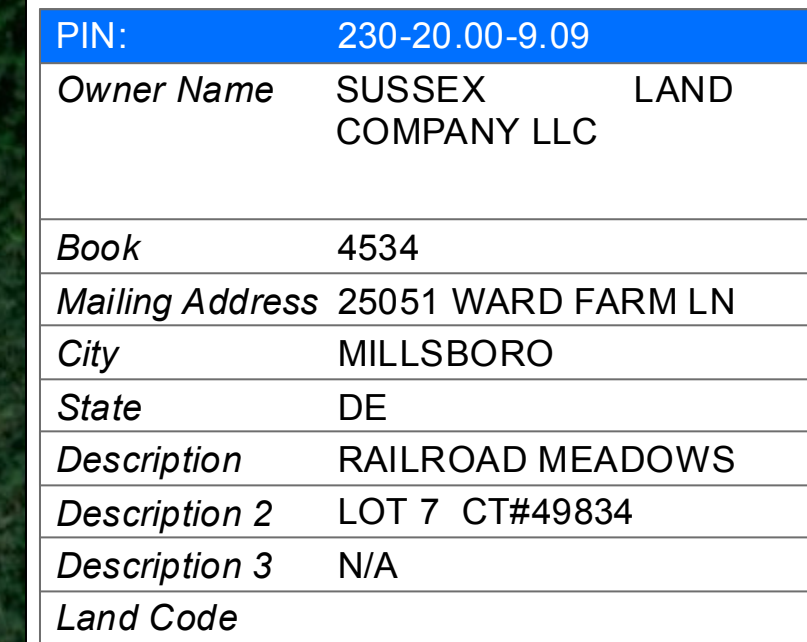 PIN: 230-20.00-9.09
Owner Name SUSSEX LAND
COMPANY LLC
Book 4534
Mailing Address 25051 WARD FARM LN
City MILLSBORO
State DE
Description RAILROAD MEADOWS
Description 2 LOT 7 CT#49834
Description 3 N/A
Land Code